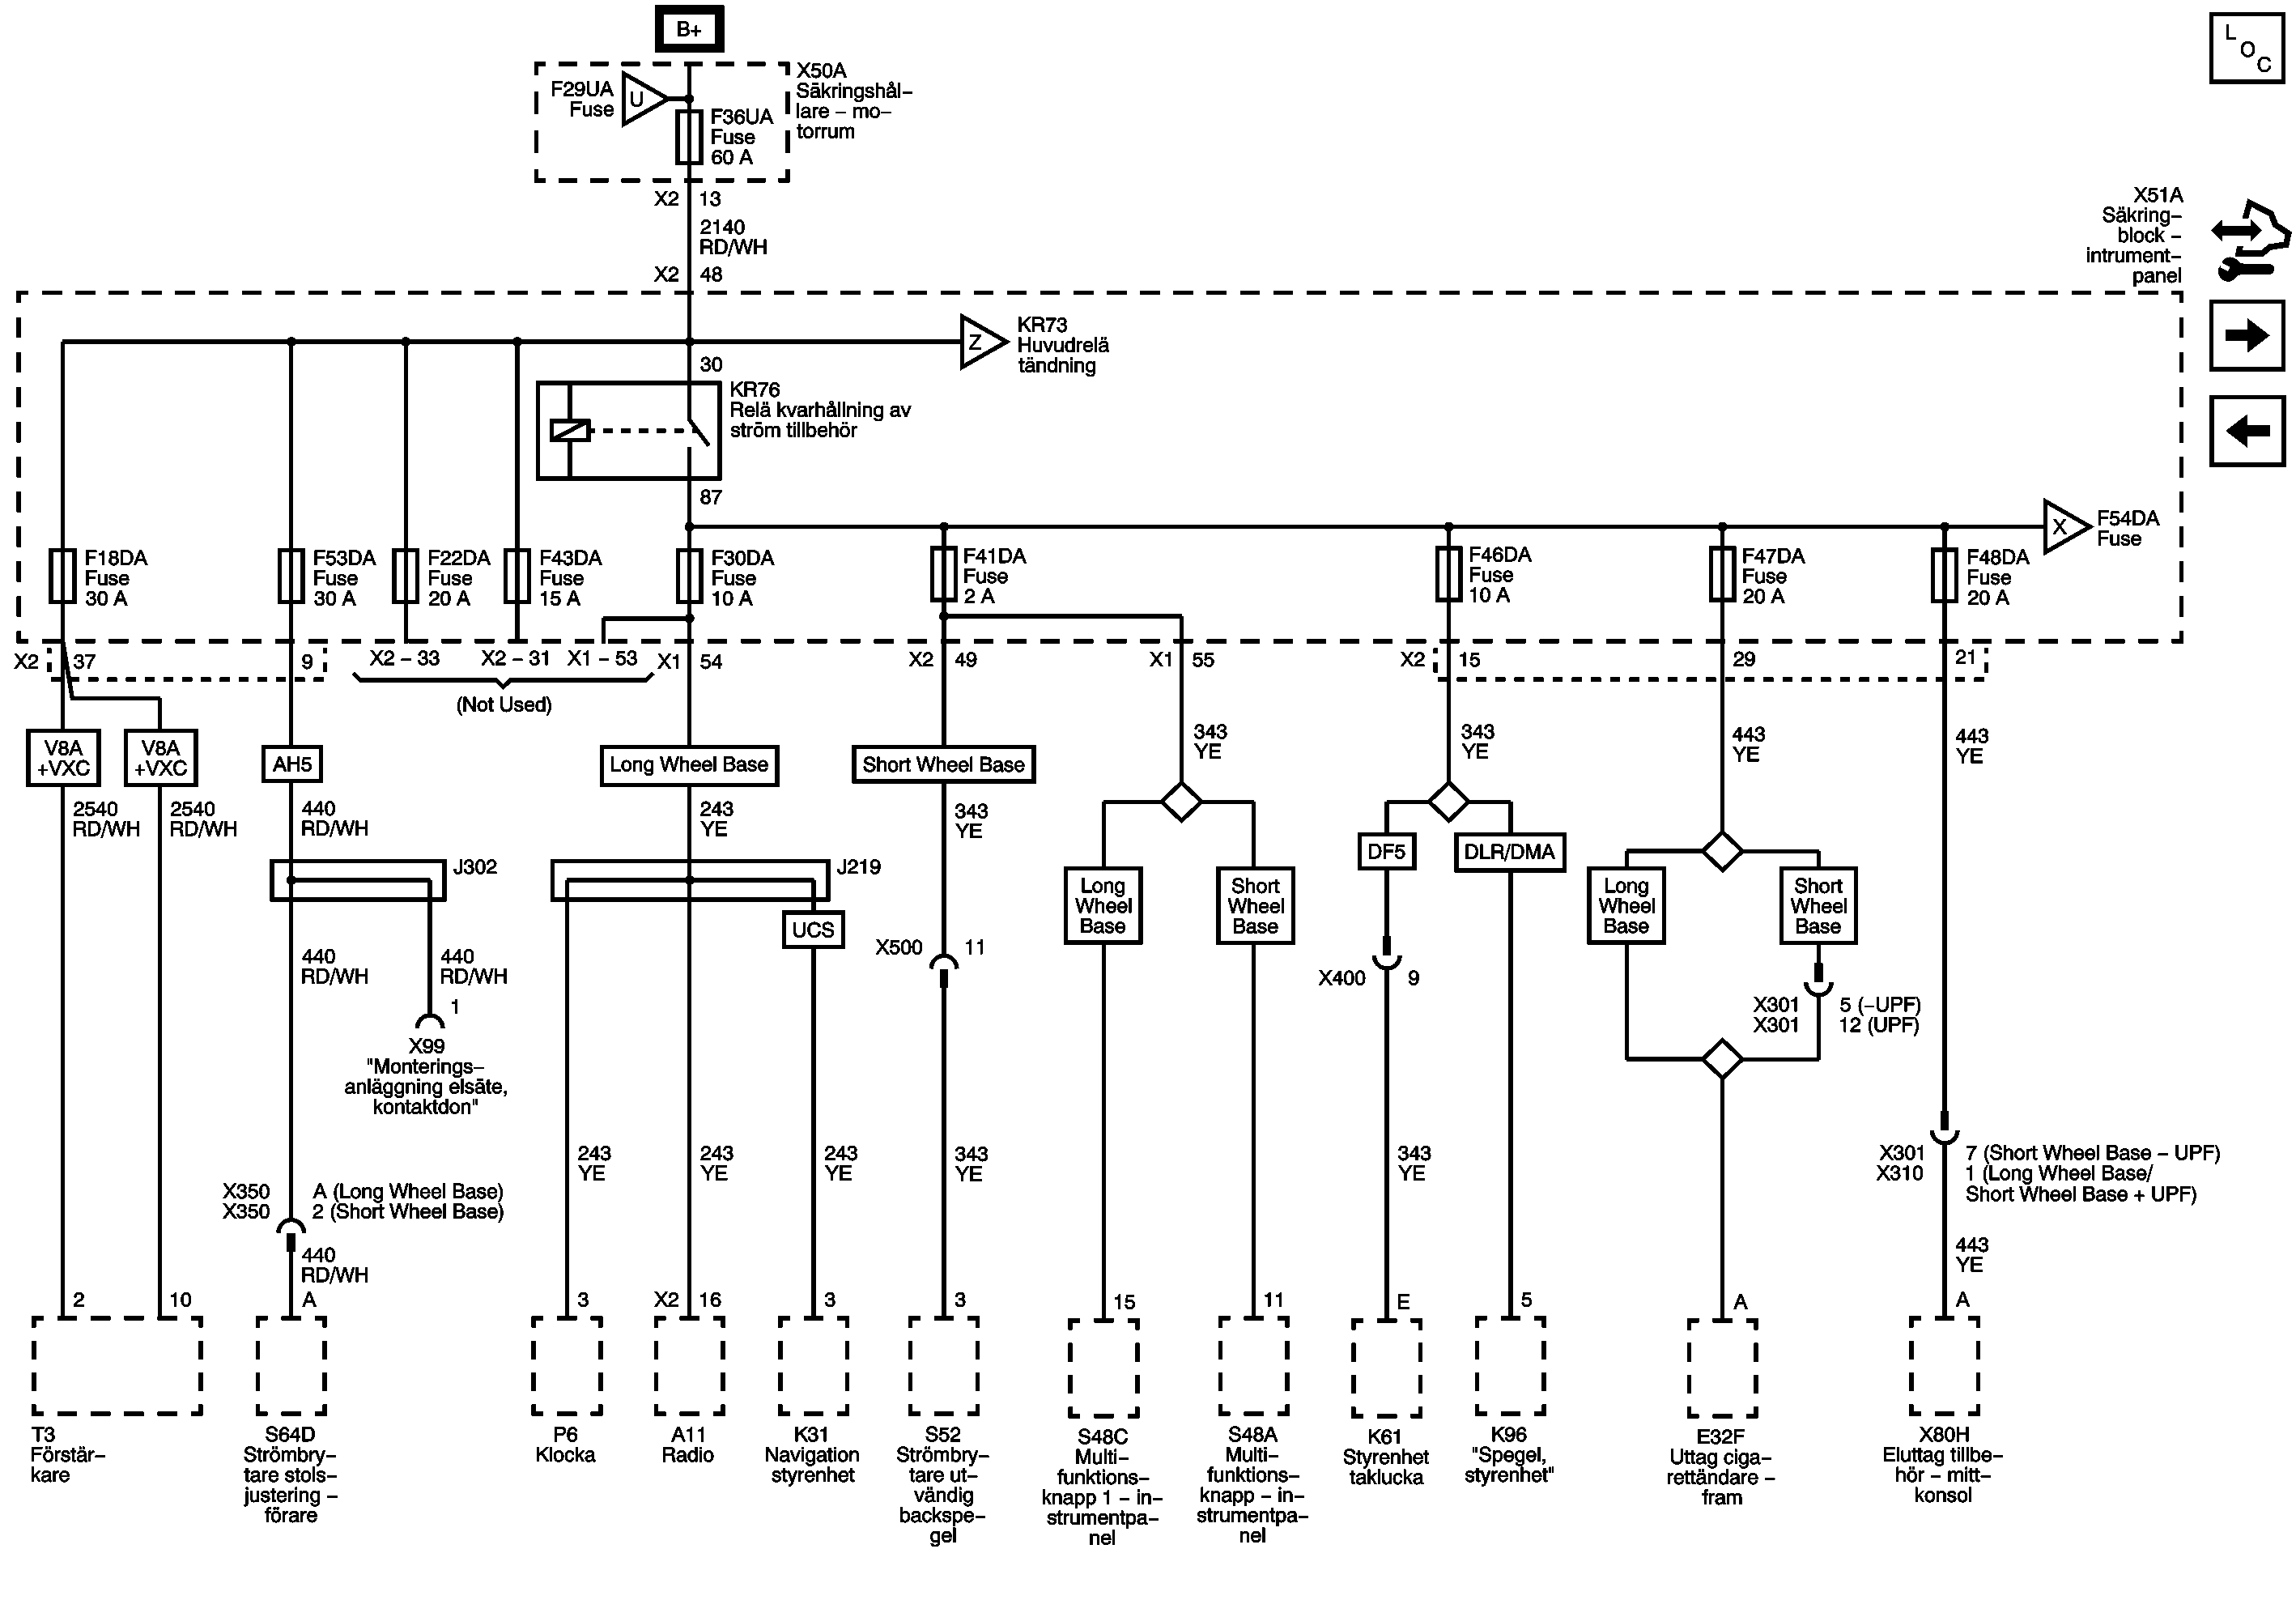 B+
L
O
C
F29UA
Fuse
U
F36UA
Fuse
60 A
X50A
Säkringshål–
lare – mo–
torrum
X2 13
2140
RD/WH
X2 48
X51A
Säkring–
block –
intrument–
panel
Z
KR73
Huvudrelä
tändning
30
KR76
Relä kvarhållning av
ström tillbehör
87
X
F54DA
Fuse
F18DA
Fuse
30 A
F53DA
Fuse
30 A
F22DA
Fuse
20 A
F43DA
Fuse
15 A
F30DA
Fuse
10 A
F41DA
Fuse
2 A
F46DA
Fuse
10 A
F47DA
Fuse
20 A
F48DA
Fuse
20 A
X2 37
9
X2 – 33
X2 – 31
X1 – 53
X1 54
X2 49
X1 55
X2 15
29
21
(Not Used)
V8A
+VXC
V8A
+VXC
AH5
Long Wheel Base
Short Wheel Base
343
YE
343
YE
443
YE
443
YE
2540
RD/WH
2540
RD/WH
440
RD/WH
243
YE
343
YE
J302
J219
DF5
DLR/DMA
UCS
Long
Wheel
Base
Short
Wheel
Base
Long
Wheel
Base
Short
Wheel
Base
440
RD/WH
440
RD/WH
1
X99
"Monterings–
anläggning elsäte,
kontaktdon"
X500 11
X400 9
X301 5 (–UPF)
X301 12 (UPF)
243
YE
243
YE
243
YE
343
YE
343
YE
X301 7 (Short Wheel Base – UPF)
X310 1 (Long Wheel Base/
Short Wheel Base + UPF)
X350 A (Long Wheel Base)
X350 2 (Short Wheel Base)
440
RD/WH
443
YE
2
10
A
3
X2 16
3
3
15
11
E
5
A
A
T3
Förstär–
kare
S64D
Strömbry–
tare stols–
justering –
förare
P6
Klocka
A11
Radio
K31
Navigation
styrenhet
S52
Strömbry–
tare ut–
vändig
backspe–
gel
S48C
Multi–
funktions–
knapp 1 – in–
strumentpa–
nel
S48A
Multi–
funktions–
knapp – in–
strumentpa–
nel
K61
Styrenhet
taklucka
K96
"Spegel,
styrenhet"
E32F
Uttag ciga–
rettändare –
fram
X80H
Eluttag tillbe–
hör – mitt–
konsol